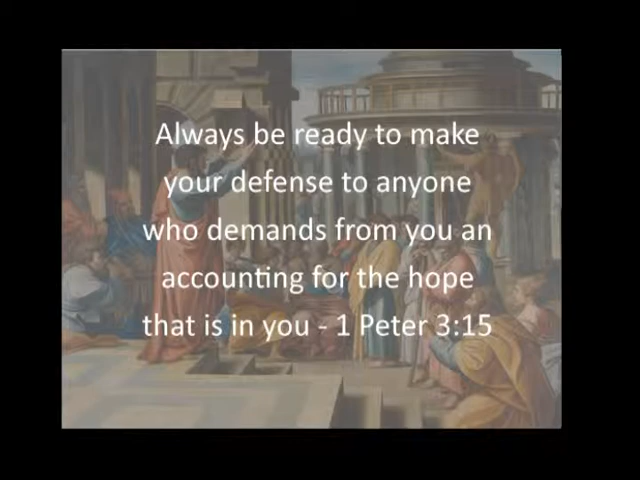 Always be ready to make
your defense to anyone
who demands from you an
accounting for the hope
that is in you - 1 Peter 3:15